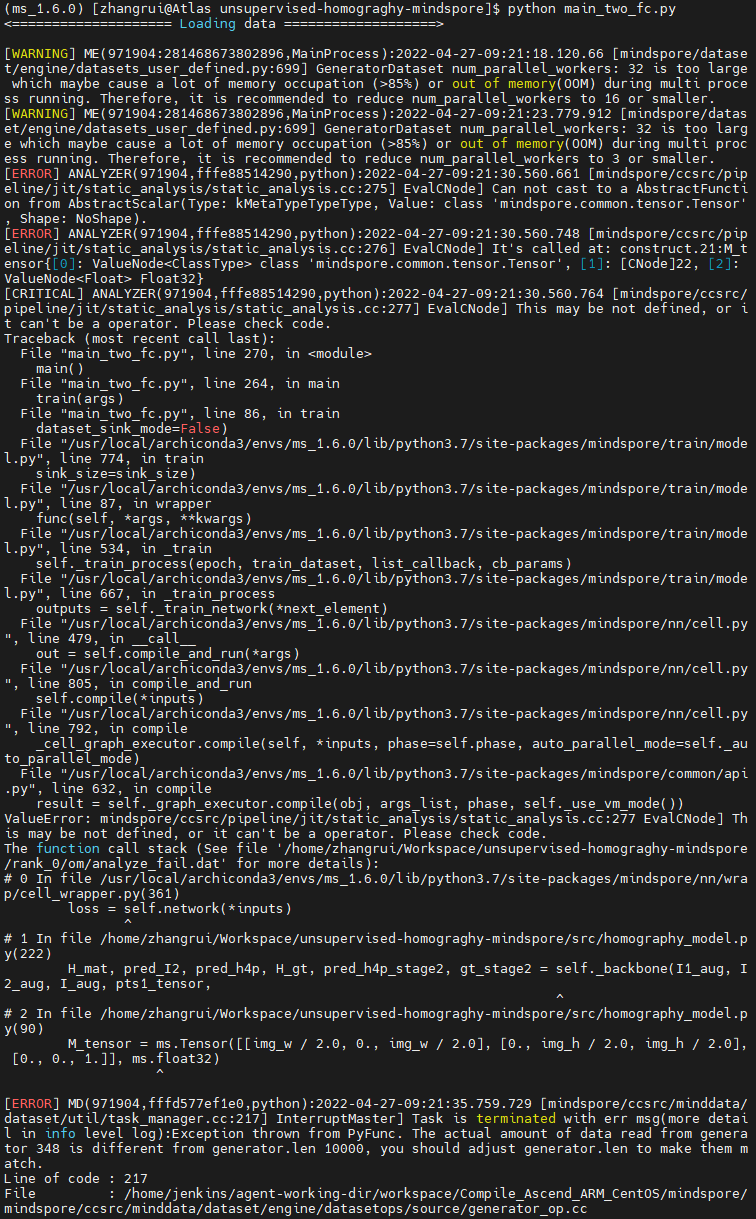 (ms_1.6.0) [zhangrui@Atlas unsupervised-homograghy-mindspore]$ python main_two_fc.py
<==================== Loading data ===================>
[WARNING] ME(971904:281468673802896,MainProcess):2022-04-27-09:21:18.120.66 [mindspore/datase
t/engine/datasets_user_defined.py:699] GeneratorDataset num_parallel_workers: 32 is too large
 which maybe cause a lot of memory occupation (>85%) or out of memory(OOM) during multi proce
ss running. Therefore, it is recommended to reduce num_parallel_workers to 16 or smaller.
[WARNING] ME(971904:281468673802896,MainProcess):2022-04-27-09:21:23.779.912 [mindspore/datas
et/engine/datasets_user_defined.py:699] GeneratorDataset num_parallel_workers: 32 is too larg
e which maybe cause a lot of memory occupation (>85%) or out of memory(OOM) during multi proc
ess running. Therefore, it is recommended to reduce num_parallel_workers to 3 or smaller.
[ERROR] ANALYZER(971904,fffe88514290,python):2022-04-27-09:21:30.560.661 [mindspore/ccsrc/pip
eline/jit/static_analysis/static_analysis.cc:275] EvalCNode] Can not cast to a AbstractFuncti
on from AbstractScalar(Type: kMetaTypeTypeType, Value: class 'mindspore.common.tensor.Tensor'
, Shape: NoShape).
[ERROR] ANALYZER(971904,fffe88514290,python):2022-04-27-09:21:30.560.748 [mindspore/ccsrc/pip
eline/jit/static_analysis/static_analysis.cc:276] EvalCNode] It's called at: construct.21:M_t
ensor{[0]: ValueNode<ClassType> class 'mindspore.common.tensor.Tensor', [1]: [CNode]22, [2]:
ValueNode<Float> Float32}
[CRITICAL] ANALYZER(971904,fffe88514290,python):2022-04-27-09:21:30.560.764 [mindspore/ccsrc/
pipeline/jit/static_analysis/static_analysis.cc:277] EvalCNode] This may be not defined, or i
t can't be a operator. Please check code.
Traceback (most recent call last):
  File "main_two_fc.py", line 270, in <module>
    main()
  File "main_two_fc.py", line 264, in main
    train(args)
  File "main_two_fc.py", line 86, in train
    dataset_sink_mode=False)
  File "/usr/local/archiconda3/envs/ms_1.6.0/lib/python3.7/site-packages/mindspore/train/mode
l.py", line 774, in train
    sink_size=sink_size)
  File "/usr/local/archiconda3/envs/ms_1.6.0/lib/python3.7/site-packages/mindspore/train/mode
l.py", line 87, in wrapper
    func(self, *args, **kwargs)
  File "/usr/local/archiconda3/envs/ms_1.6.0/lib/python3.7/site-packages/mindspore/train/mode
l.py", line 534, in _train
    self._train_process(epoch, train_dataset, list_callback, cb_params)
  File "/usr/local/archiconda3/envs/ms_1.6.0/lib/python3.7/site-packages/mindspore/train/mode
l.py", line 667, in _train_process
    outputs = self._train_network(*next_element)
  File "/usr/local/archiconda3/envs/ms_1.6.0/lib/python3.7/site-packages/mindspore/nn/cell.py
", line 479, in __call__
    out = self.compile_and_run(*args)
  File "/usr/local/archiconda3/envs/ms_1.6.0/lib/python3.7/site-packages/mindspore/nn/cell.py
", line 805, in compile_and_run
    self.compile(*inputs)
  File "/usr/local/archiconda3/envs/ms_1.6.0/lib/python3.7/site-packages/mindspore/nn/cell.py
", line 792, in compile
    _cell_graph_executor.compile(self, *inputs, phase=self.phase, auto_parallel_mode=self._au
to_parallel_mode)
  File "/usr/local/archiconda3/envs/ms_1.6.0/lib/python3.7/site-packages/mindspore/common/api
.py", line 632, in compile
    result = self._graph_executor.compile(obj, args_list, phase, self._use_vm_mode())
ValueError: mindspore/ccsrc/pipeline/jit/static_analysis/static_analysis.cc:277 EvalCNode] Th
is may be not defined, or it can't be a operator. Please check code.
The function call stack (See file '/home/zhangrui/Workspace/unsupervised-homograghy-mindspore
/rank_0/om/analyze_fail.dat' for more details):
# 0 In file /usr/local/archiconda3/envs/ms_1.6.0/lib/python3.7/site-packages/mindspore/nn/wra
p/cell_wrapper.py(361)
        loss = self.network(*inputs)
               ^
# 1 In file /home/zhangrui/Workspace/unsupervised-homograghy-mindspore/src/homography_model.p
y(222)
        H_mat, pred_I2, pred_h4p, H_gt, pred_h4p_stage2, gt_stage2 = self._backbone(I1_aug, I
2_aug, I_aug, pts1_tensor,
                                                                     ^
# 2 In file /home/zhangrui/Workspace/unsupervised-homograghy-mindspore/src/homography_model.p
y(90)
        M_tensor = ms.Tensor([[img_w / 2.0, 0., img_w / 2.0], [0., img_h / 2.0, img_h / 2.0],
 [0., 0., 1.]], ms.float32)
                   ^
[ERROR] MD(971904,fffd577ef1e0,python):2022-04-27-09:21:35.759.729 [mindspore/ccsrc/minddata/
dataset/util/task_manager.cc:217] InterruptMaster] Task is terminated with err msg(more detai
l in info level log):Exception thrown from PyFunc. The actual amount of data read from genera
tor 348 is different from generator.len 10000, you should adjust generator.len to make them m
atch.
Line of code : 217
File         : /home/jenkins/agent-working-dir/workspace/Compile_Ascend_ARM_CentOS/mindspore/
mindspore/ccsrc/minddata/dataset/engine/datasetops/source/generator_op.cc